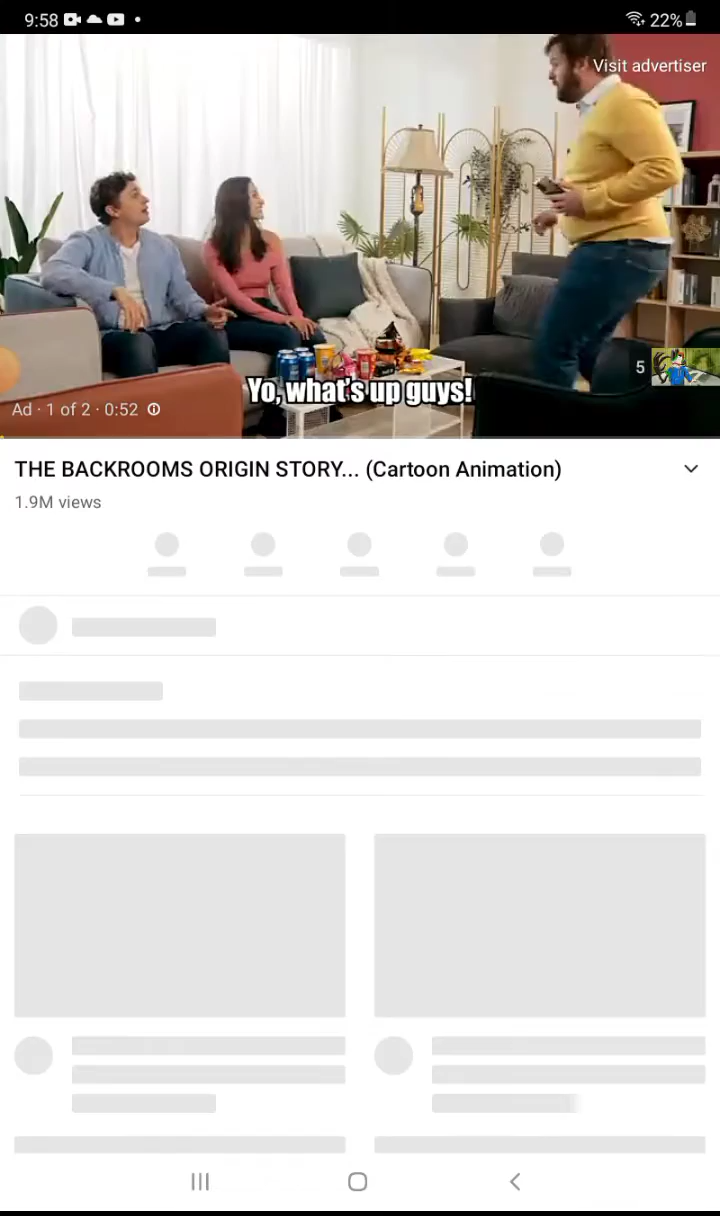 9:58
22%
Visit advertiser
5
Yo, what's up guys!
Ad · 1 of 2 · 0:52
THE BACKROOMS ORIGIN STORY... (Cartoon Animation)
1.9M views